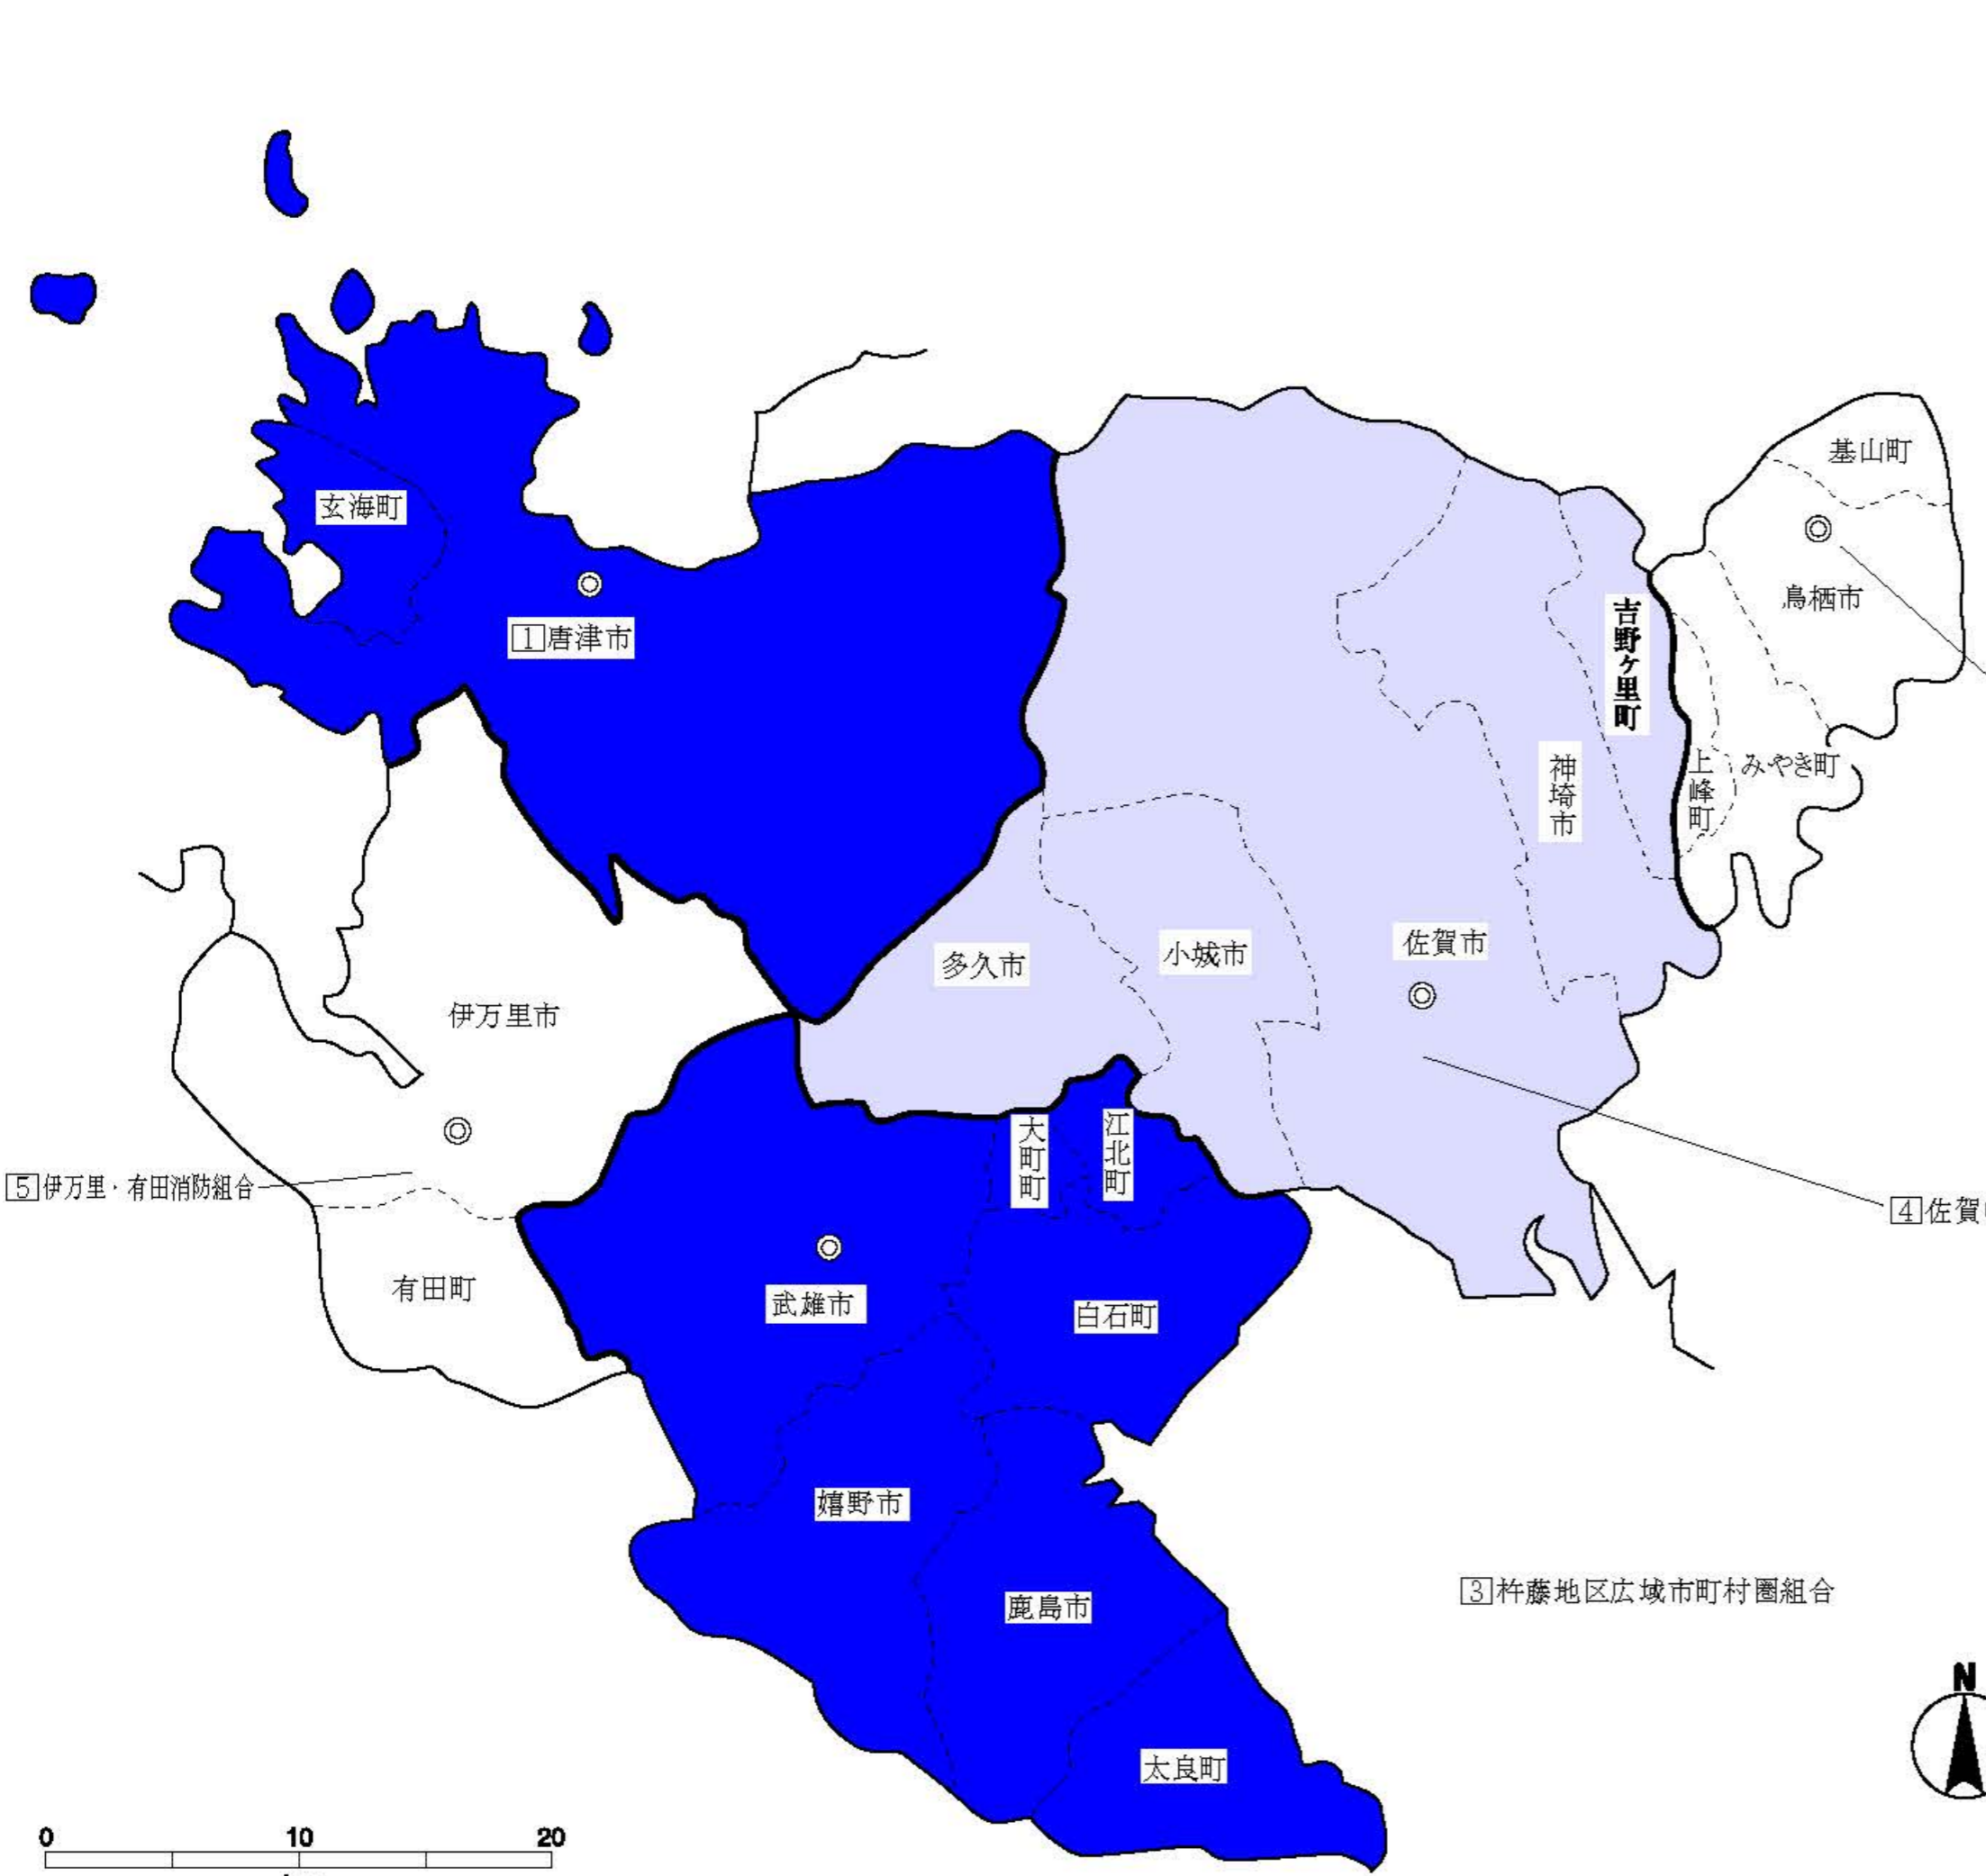 基山町
玄海町
鳥栖市
1唐津市
吉野ヶ里町
神埼市
上峰町
みやき町
多久市
小城市
佐賀市
伊万里市
大町町
江北町
5伊万里・有田消防組合
4佐賀
有田町
武雄市
白石町
嬉野市
3杵藤地区広域市町村圏組合
鹿島市
N
太良町
0 10 20